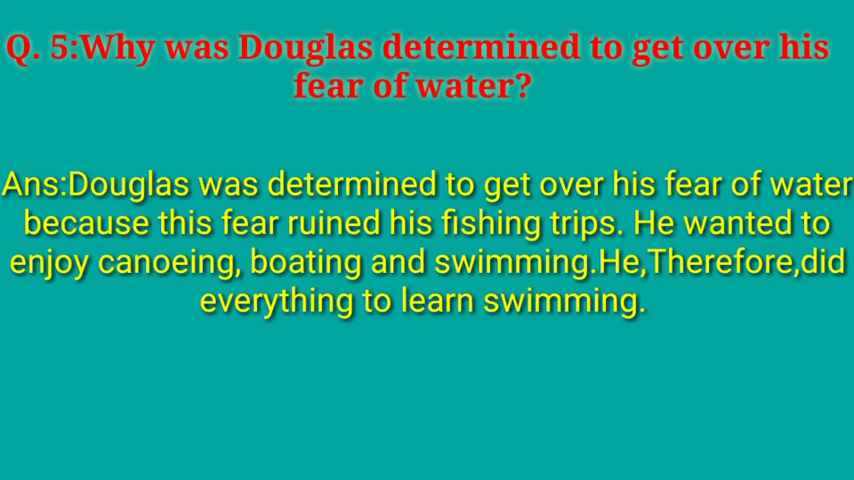 Q. 5:Why was Douglas determined to get over his
fear of water?
Ans:Douglas was determined to get over his fear of water
because this fear ruined his fishing trips. He wanted to
enjoy canoeing, boating and swimming.He,Therefore,did
everything to learn swimming.